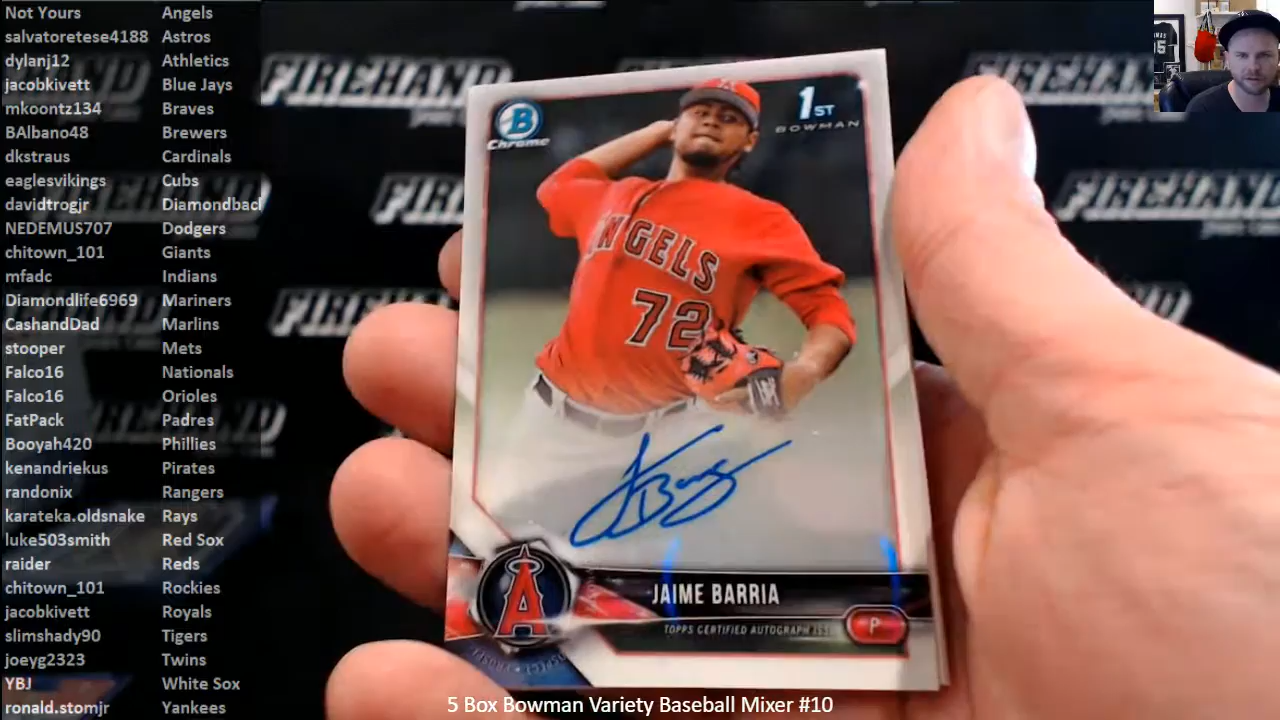 Not Yours Angels
salvatoretese4188 Astros
dylanj12 Athletics
jacobkivett Blue Jays
mkoontz134 Braves
BAlbano48 Brewers
dkstraus Cardinals
eaglesvikings Cubs
davidtrogjr Diamondback
NEDEMUS707 Dodgers
chitown_101 Giants
mfadc Indians
Diamondlife6969 Mariners
CashandDad Marlins
stooper Mets
Falco16 Nationals
Falco16 Orioles
FatPack Padres
Booyah420 Phillies
kenandriekus Pirates
randonix Rangers
karateka.oldsnake Rays
luke503smith Red Sox
raider Reds
chitown_101 Rockies
jacobkivett Royals
slimshady90 Tigers
joeyg2323 Twins
YBJ White Sox
ronald.stomjr Yankees
FIREHAND
B
Chrome
1ST
BOWMAN
ANGELS
72
JAIME BARRIA
TOPPS CERTIFIED AUTOGRAPH
P
A
5 Box Bowman Variety Baseball Mixer #10